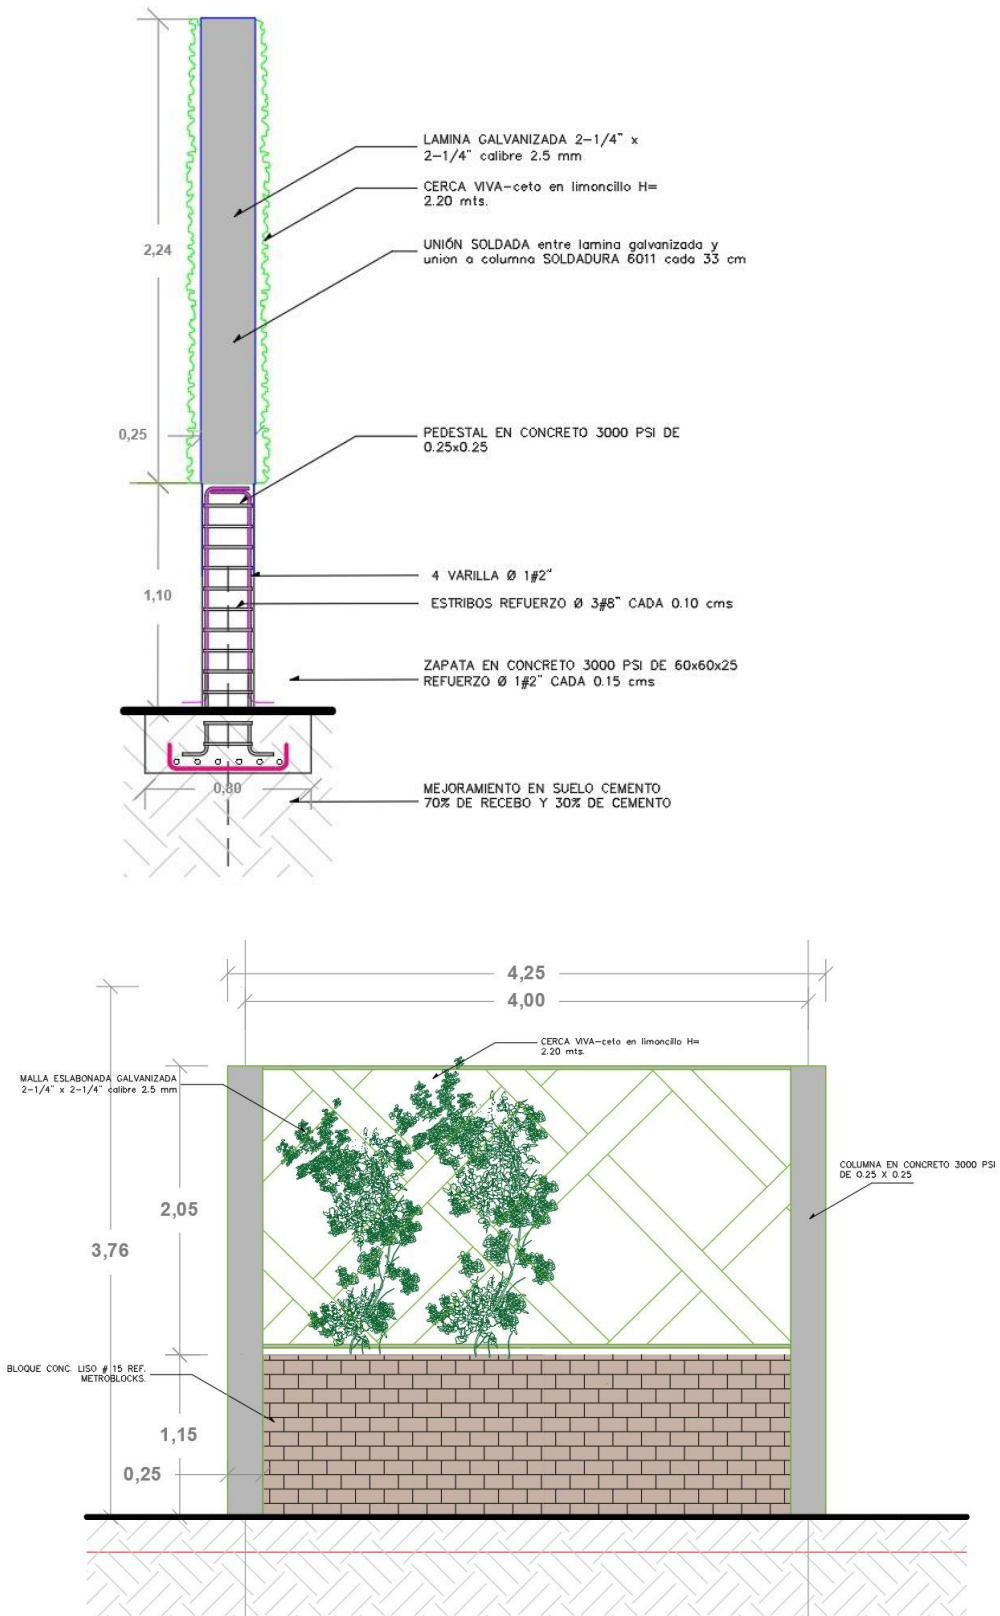 LAMINA GALVANIZADA 2-1/4" x
2-1/4" calibre 2.5 mm
CERCA VIVA-ceto en limoncillo H=
2.20 mts.
2,24
UNIÓN SOLDADA entre lamina galvanizada y
union a columna SOLDADURA 6011 cada 33 cm
0,25
PEDESTAL EN CONCRETO 3000 PSI DE
0.25x0.25
4 VARILLA Ø 1#2"
1,10
ESTRIBOS REFUERZO Ø 3#8" CADA 0.10 cms
ZAPATA EN CONCRETO 3000 PSI DE 60x60x25
REFUERZO Ø 1#2" CADA 0.15 cms
0,80
MEJORAMIENTO EN SUELO CEMENTO
70% DE RECEBO Y 30% DE CEMENTO
4,25
4,00
CERCA VIVA-ceto en limoncillo H=
2.20 mts.
MALLA ESLABONADA GALVANIZADA
2-1/4" x 2-1/4" calibre 2.5 mm
COLUMNA EN CONCRETO 3000 PSI
DE 0.25 X 0.25
2,05
3,76
BLOQUE CONC. LISO # 15 REF.
METROBLOCKS.
1,15
0,25